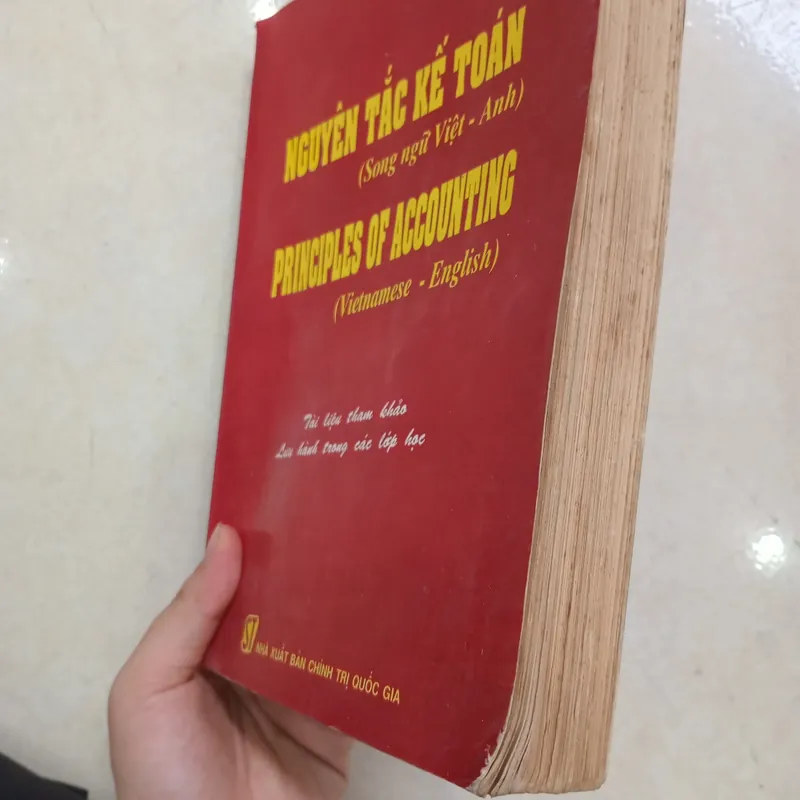 NGUYÊN TẮC KẾ TOÁN
(Song ngữ Việt - Anh)
PRINCIPLES OF ACCOUNTING
(Vietnamese - English)
Tài liệu tham khảo
Lưu hành trong các lớp học
ST NHÀ XUẤT BẢN CHÍNH TRỊ QUỐC GIA